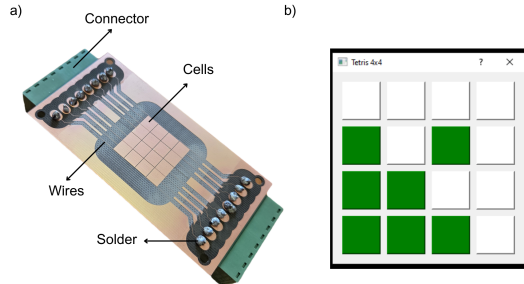 a)
Connector
Cells
Wires
Solder
b)
Tetris 4x4
? ×